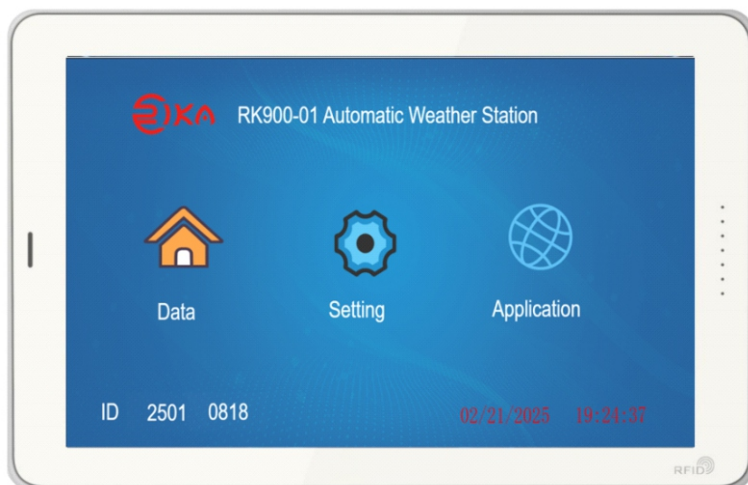 RIKA RK900-01 Automatic Weather Station
Data Setting Application
ID 2501 0818 02/21/2025 19:24:37
RFID